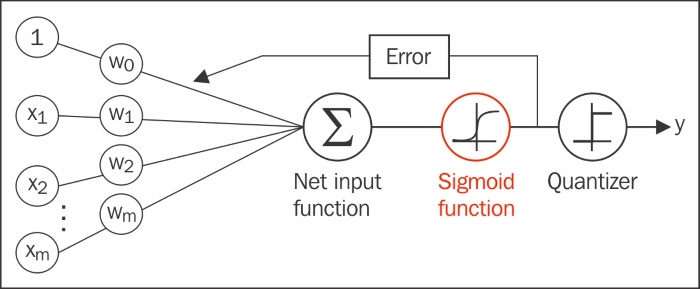 1
w0
Error
x1
w1
Σ
y
x2
w2
Net input
function
Sigmoid
function
Quantizer
wm
xm